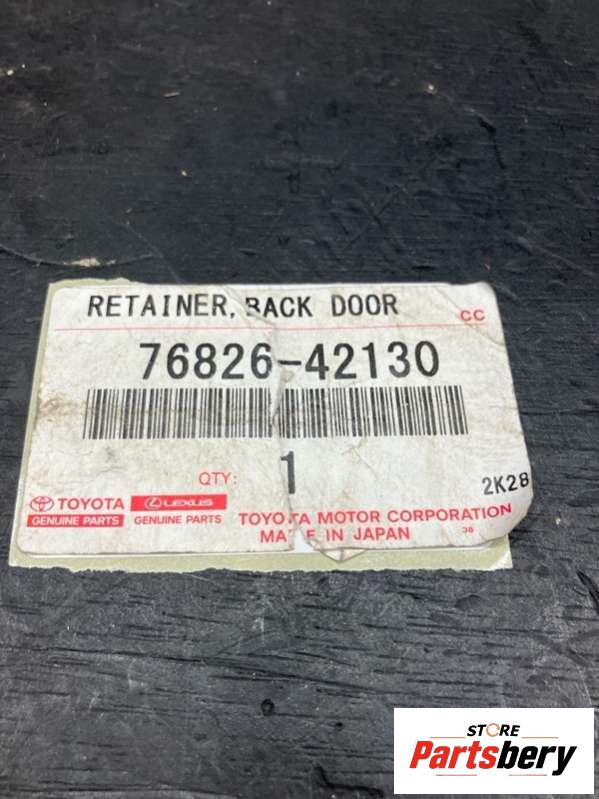 RETAINER, BACK DOOR
CC
76826-42130
QTY: 1
2K28
TOYOTA
GENUINE PARTS
LEXUS
GENUINE PARTS
TOYOTA MOTOR CORPORATION
MADE IN JAPAN
36
STORE
Partsbery